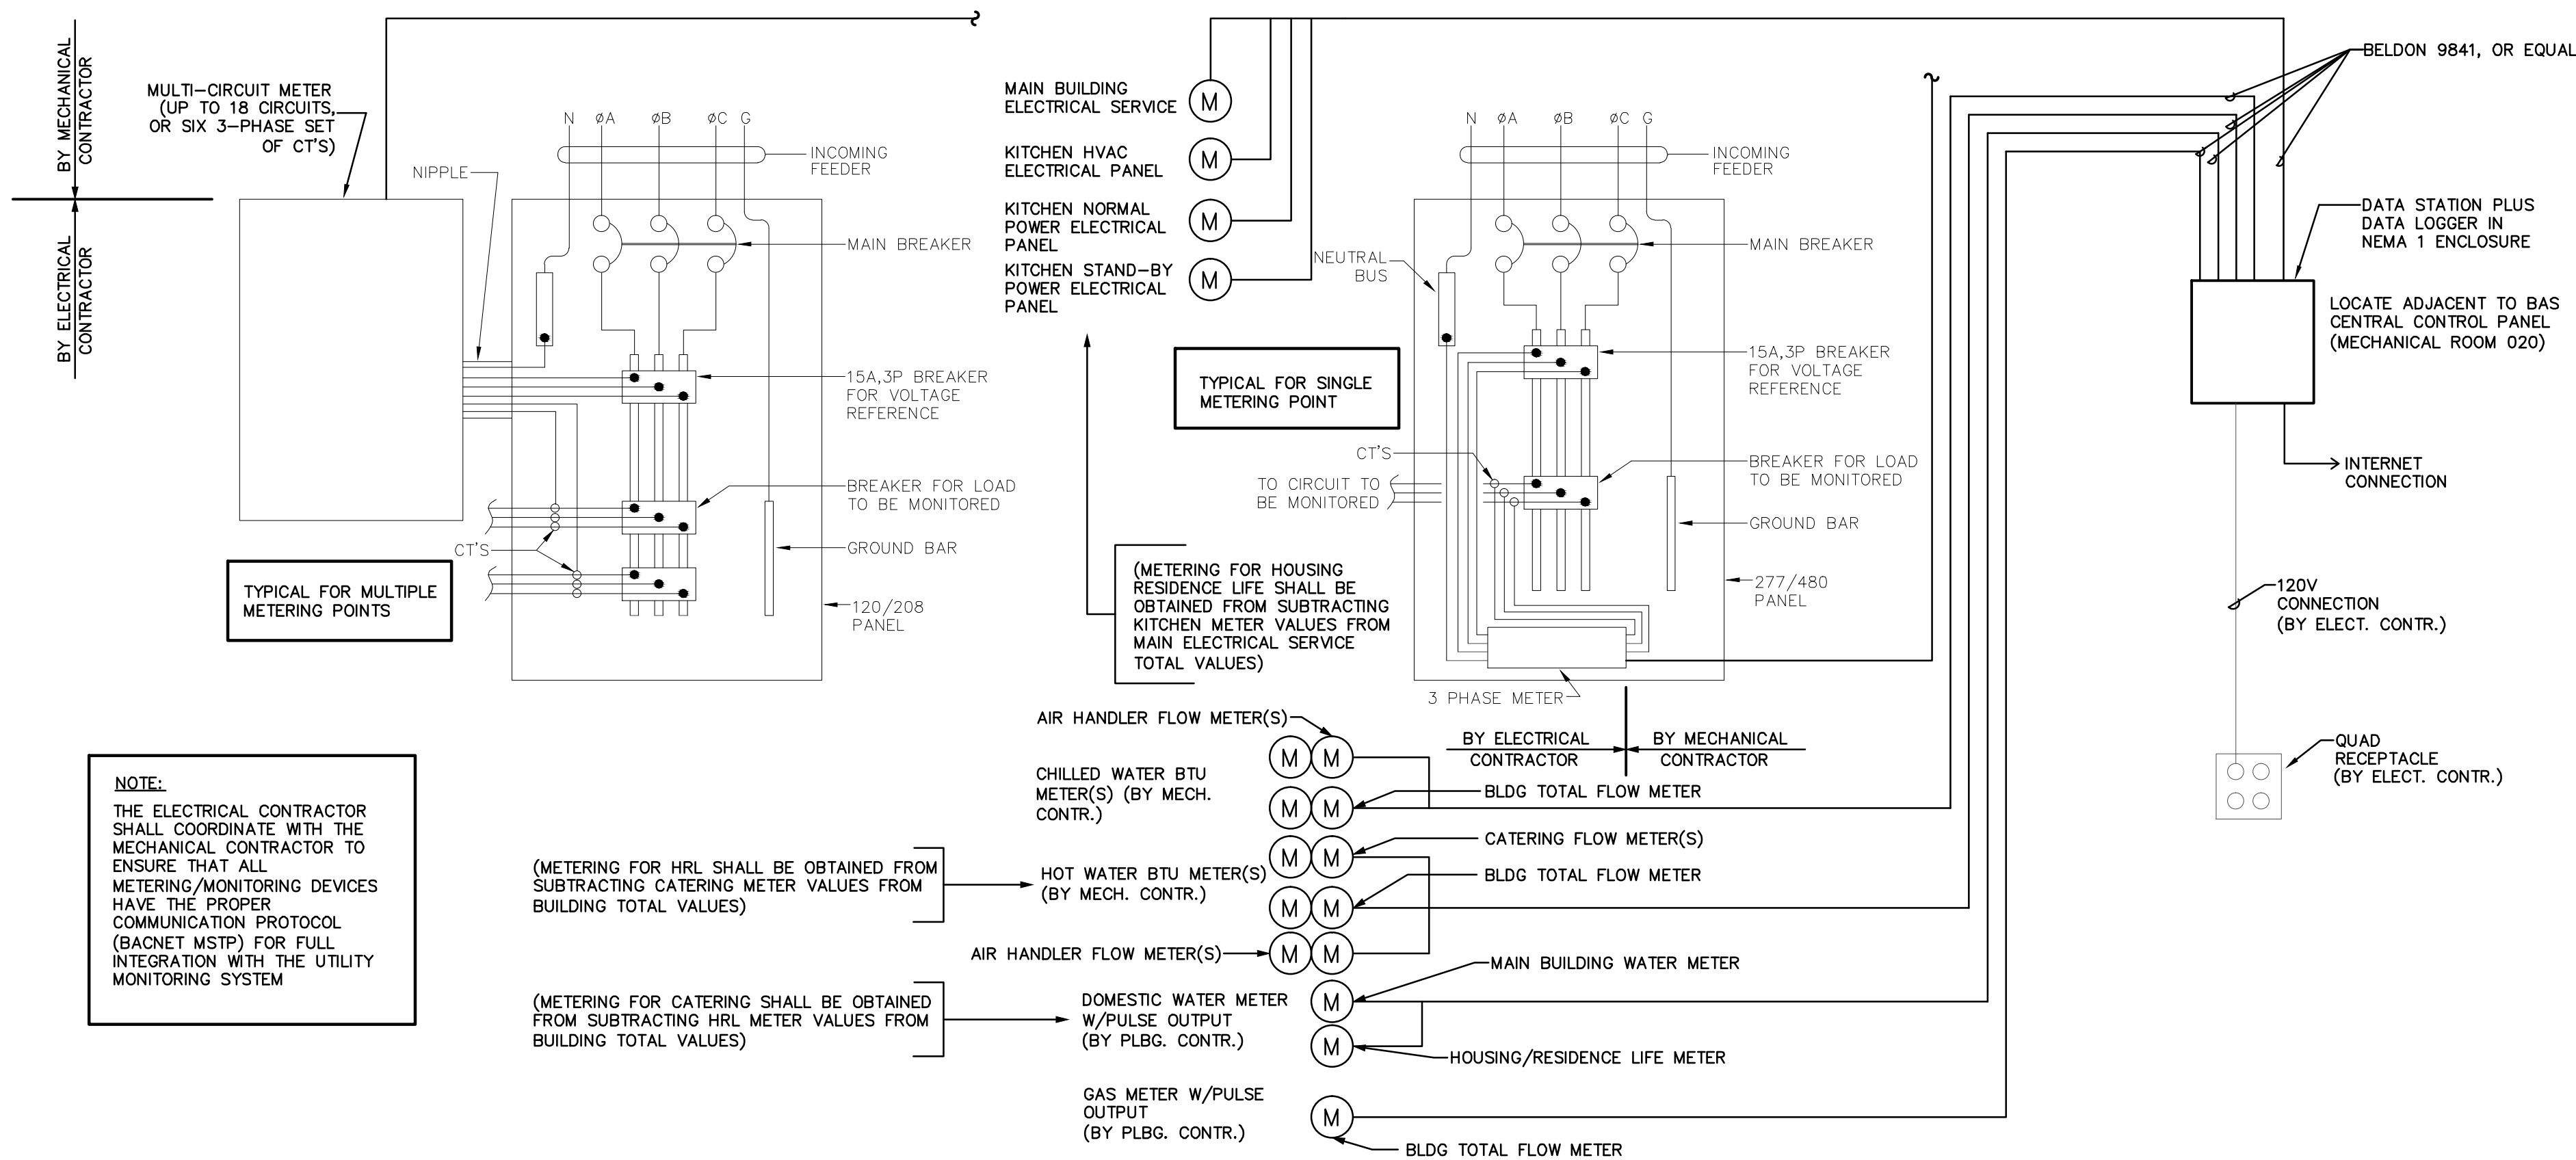 BY MECHANICAL
CONTRACTOR
BY ELECTRICAL
CONTRACTOR
MULTI-CIRCUIT METER
(UP TO 18 CIRCUITS,
OR SIX 3-PHASE SET
OF CT'S)
NIPPLE
N øA øB øC G
INCOMING
FEEDER
MAIN BREAKER
15A,3P BREAKER
FOR VOLTAGE
REFERENCE
BREAKER FOR LOAD
TO BE MONITORED
CT'S
GROUND BAR
120/208
PANEL
TYPICAL FOR MULTIPLE
METERING POINTS
MAIN BUILDING
ELECTRICAL SERVICE
M
KITCHEN HVAC
ELECTRICAL PANEL
M
KITCHEN NORMAL
POWER ELECTRICAL
PANEL
M
KITCHEN STAND-BY
POWER ELECTRICAL
PANEL
M
TYPICAL FOR SINGLE
METERING POINT
N øA øB øC G
INCOMING
FEEDER
MAIN BREAKER
NEUTRAL
BUS
15A,3P BREAKER
FOR VOLTAGE
REFERENCE
CT'S
TO CIRCUIT TO
BE MONITORED
BREAKER FOR LOAD
TO BE MONITORED
GROUND BAR
277/480
PANEL
3 PHASE METER
(METERING FOR HOUSING
RESIDENCE LIFE SHALL BE
OBTAINED FROM SUBTRACTING
KITCHEN METER VALUES FROM
MAIN ELECTRICAL SERVICE
TOTAL VALUES)
BY ELECTRICAL
CONTRACTOR
BY MECHANICAL
CONTRACTOR
BELDON 9841, OR EQUAL
DATA STATION PLUS
DATA LOGGER IN
NEMA 1 ENCLOSURE
LOCATE ADJACENT TO BAS
CENTRAL CONTROL PANEL
(MECHANICAL ROOM 020)
INTERNET
CONNECTION
120V
CONNECTION
(BY ELECT. CONTR.)
QUAD
RECEPTACLE
(BY ELECT. CONTR.)
AIR HANDLER FLOW METER(S)
M M
CHILLED WATER BTU
METER(S) (BY MECH.
CONTR.)
M M
BLDG TOTAL FLOW METER
M M
CATERING FLOW METER(S)
(METERING FOR HRL SHALL BE OBTAINED FROM
SUBTRACTING CATERING METER VALUES FROM
BUILDING TOTAL VALUES)
HOT WATER BTU METER(S)
(BY MECH. CONTR.)
M M
BLDG TOTAL FLOW METER
AIR HANDLER FLOW METER(S)
M M
MAIN BUILDING WATER METER
(METERING FOR CATERING SHALL BE OBTAINED
FROM SUBTRACTING HRL METER VALUES FROM
BUILDING TOTAL VALUES)
DOMESTIC WATER METER
W/PULSE OUTPUT
(BY PLBG. CONTR.)
M
M
HOUSING/RESIDENCE LIFE METER
GAS METER W/PULSE
OUTPUT
(BY PLBG. CONTR.)
M
BLDG TOTAL FLOW METER
NOTE:
THE ELECTRICAL CONTRACTOR
SHALL COORDINATE WITH THE
MECHANICAL CONTRACTOR TO
ENSURE THAT ALL
METERING/MONITORING DEVICES
HAVE THE PROPER
COMMUNICATION PROTOCOL
(BACNET MSTP) FOR FULL
INTEGRATION WITH THE UTILITY
MONITORING SYSTEM